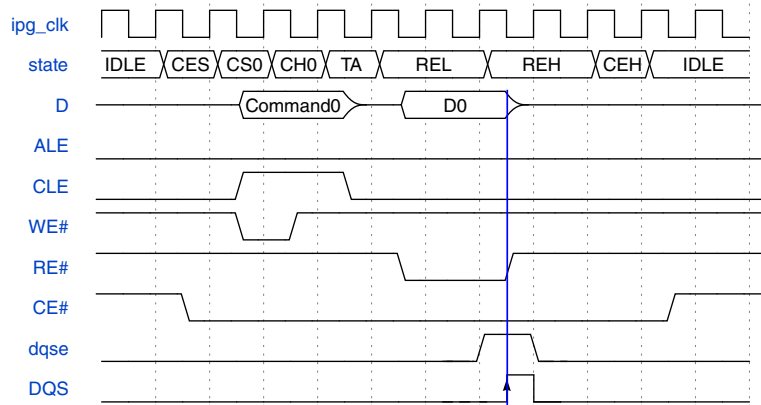 ipg_clk
state IDLE CES CS0 CH0 TA REL REH CEH IDLE
D Command0 D0
ALE
CLE
WE#
RE#
CE#
dqse
DQS